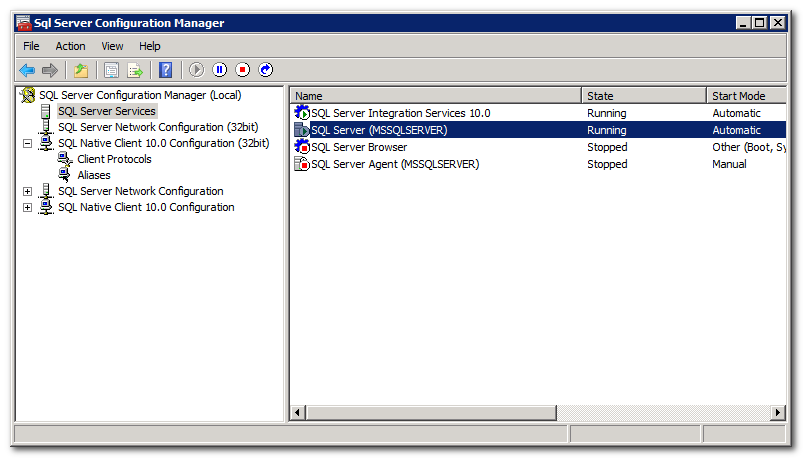 Sql Server Configuration Manager
File Action View Help
SQL Server Configuration Manager (Local)
SQL Server Services
SQL Server Network Configuration (32bit)
SQL Native Client 10.0 Configuration (32bit)
Client Protocols
Aliases
SQL Server Network Configuration
SQL Native Client 10.0 Configuration
Name State Start Mode
SQL Server Integration Services 10.0 Running Automatic
SQL Server (MSSQLSERVER) Running Automatic
SQL Server Browser Stopped Other (Boot, Sy
SQL Server Agent (MSSQLSERVER) Stopped Manual